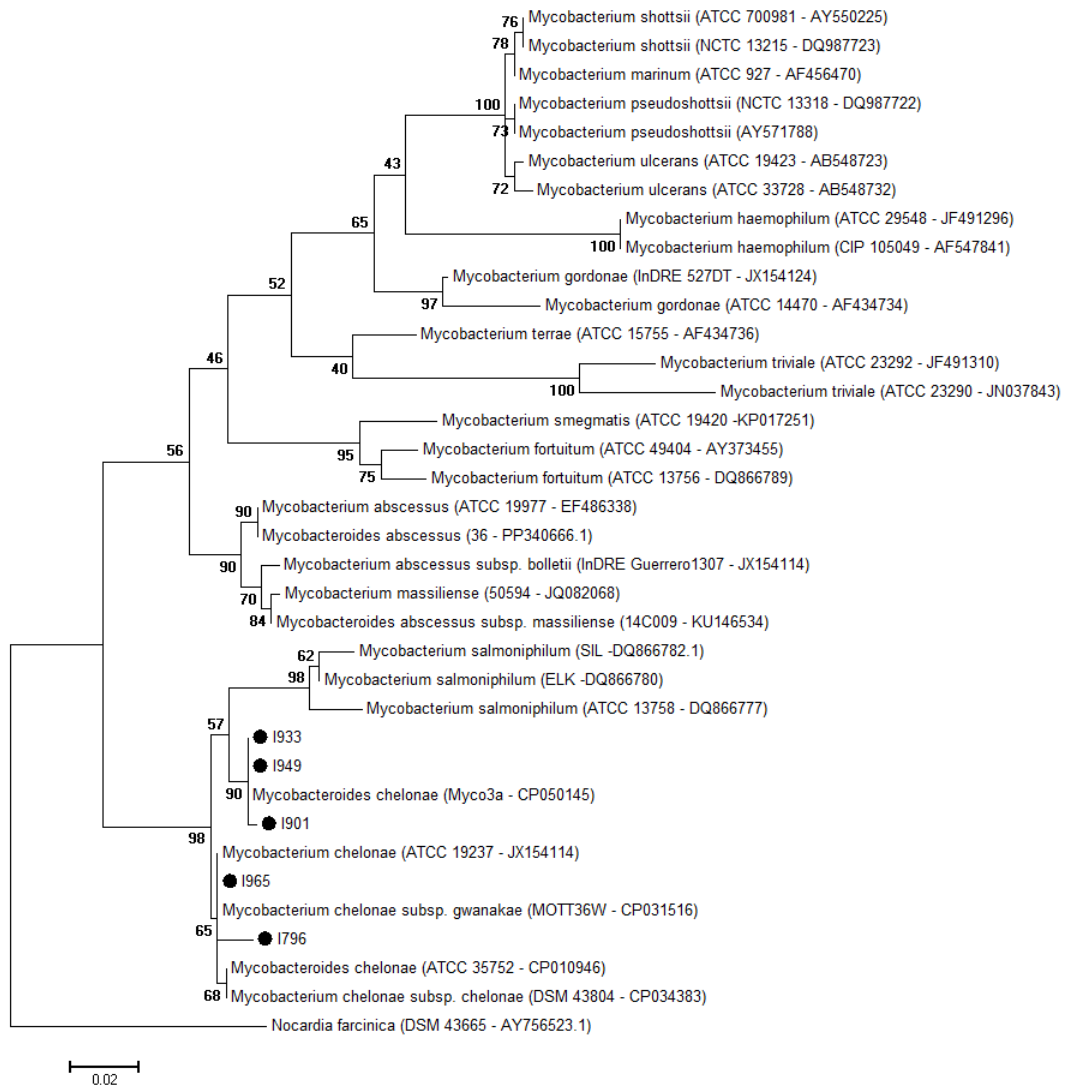 76
Mycobacterium shottsii (ATCC 700981 - AY550225)
78
Mycobacterium shottsii (NCTC 13215 - DQ987723)
Mycobacterium marinum (ATCC 927 - AF456470)
100
Mycobacterium pseudoshottsii (NCTC 13318 - DQ987722)
73
Mycobacterium pseudoshottsii (AY571788)
43
Mycobacterium ulcerans (ATCC 19423 - AB548723)
72
Mycobacterium ulcerans (ATCC 33728 - AB548732)
65
Mycobacterium haemophilum (ATCC 29548 - JF491296)
100
Mycobacterium haemophilum (CIP 105049 - AF547841)
52
Mycobacterium gordonae (InDRE 527DT - JX154124)
97
Mycobacterium gordonae (ATCC 14470 - AF434734)
Mycobacterium terrae (ATCC 15755 - AF434736)
46
40
Mycobacterium triviale (ATCC 23292 - JF491310)
100
Mycobacterium triviale (ATCC 23290 - JN037843)
Mycobacterium smegmatis (ATCC 19420 -KP017251)
56
95
Mycobacterium fortuitum (ATCC 49404 - AY373455)
75
Mycobacterium fortuitum (ATCC 13756 - DQ866789)
90
Mycobacterium abscessus (ATCC 19977 - EF486338)
Mycobacteroides abscessus (36 - PP340666.1)
90
Mycobacterium abscessus subsp. bolletii (InDRE Guerrero1307 - JX154114)
70
Mycobacterium massiliense (50594 - JQ082068)
84
Mycobacteroides abscessus subsp. massiliense (14C009 - KU146534)
62
Mycobacterium salmoniphilum (SIL -DQ866782.1)
98
Mycobacterium salmoniphilum (ELK -DQ866780)
Mycobacterium salmoniphilum (ATCC 13758 - DQ866777)
57
I933
I949
90
Mycobacteroides chelonae (Myco3a - CP050145)
I901
98
Mycobacterium chelonae (ATCC 19237 - JX154114)
I965
Mycobacterium chelonae subsp. gwanakae (MOTT36W - CP031516)
65
I796
Mycobacteroides chelonae (ATCC 35752 - CP010946)
68
Mycobacterium chelonae subsp. chelonae (DSM 43804 - CP034383)
Nocardia farcinica (DSM 43665 - AY756523.1)
0.02